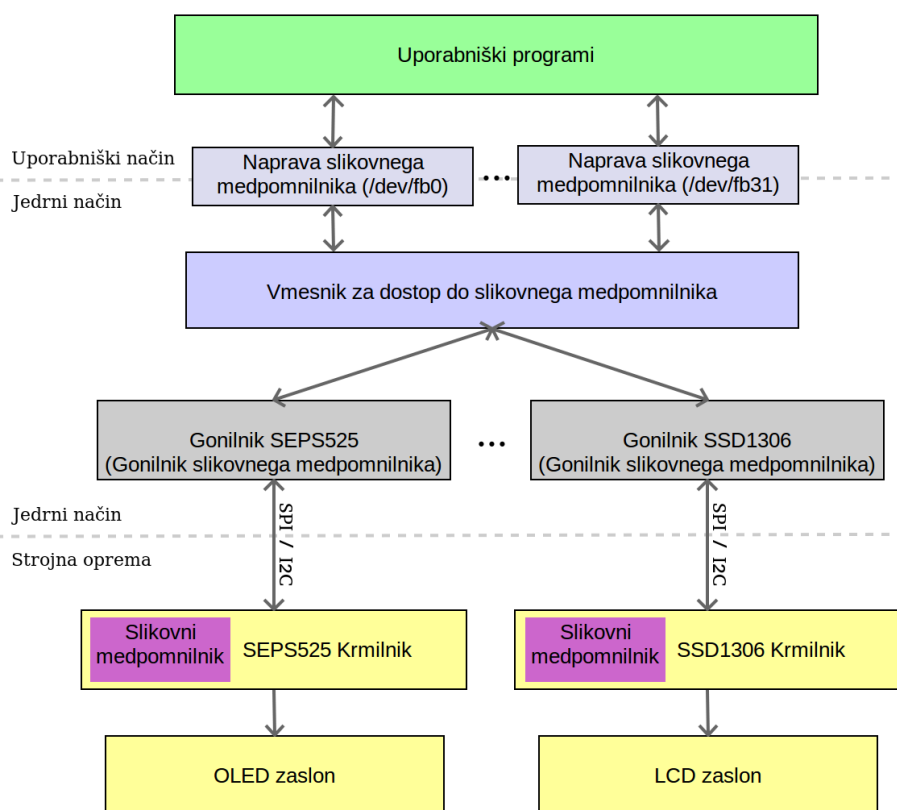 Uporabniški programi
Uporabniški način
Naprava slikovnega
medpomnilnika (/dev/fb0)
...
Naprava slikovnega
medpomnilnika (/dev/fb31)
Jedrni način
Vmesnik za dostop do slikovnega medpomnilnika
Gonilnik SEPS525
(Gonilnik slikovnega medpomnilnika)
...
Gonilnik SSD1306
(Gonilnik slikovnega medpomnilnika)
Jedrni način
SPI / I2C
SPI / I2C
Strojna oprema
Slikovni
medpomnilnik
SEPS525 Krmilnik
Slikovni
medpomnilnik
SSD1306 Krmilnik
OLED zaslon
LCD zaslon